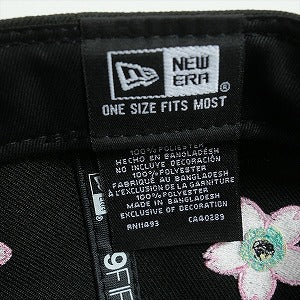 NEW
ERA®
ONE SIZE FITS MOST
100% POLYESTER
HECHO EN BANGLADESH
NO INCLUYE DECORACIÓN
100% POLYESTER
FABRIQUÉ AU BANGLADESH
À L'EXCLUSION DE LA GARNITURE
100% POLYESTER
MADE IN BANGLADESH
EXCLUSIVE OF DECORATION
RN11493 CA40289
9FIF